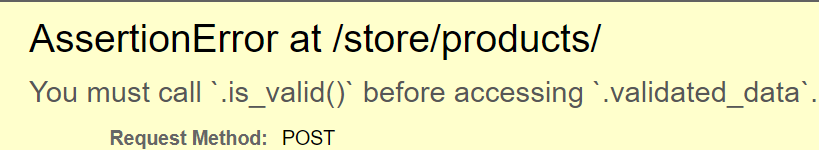 AssertionError at /store/products/
You must call `.is_valid()` before accessing `.validated_data`.
Request Method: POST